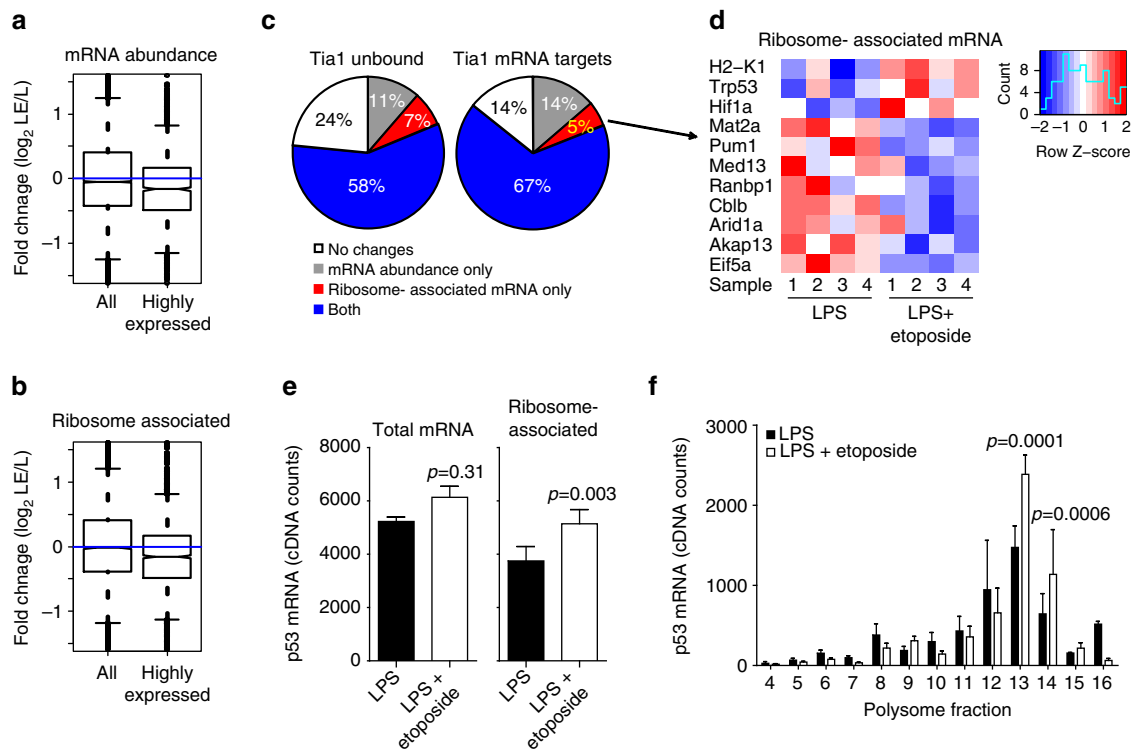 a
mRNA abundance
Fold chnage (log2 LE/L)
1
0
−1
All
Highly expressed
b
Ribosome associated
Fold chnage (log2 LE/L)
1
0
−1
All
Highly expressed
c
Tia1 unbound
Tia1 mRNA targets
24%
11%
7%
58%
14%
14%
5%
67%
No changes
mRNA abundance only
Ribosome- associated mRNA only
Both
d
Ribosome- associated mRNA
H2−K1
Trp53
Hif1a
Mat2a
Pum1
Med13
Ranbp1
Cblb
Arid1a
Akap13
Eif5a
Sample 1 2 3 4 1 2 3 4
LPS
LPS+ etoposide
Count
8
4
0
−2 −1 0 1 2
Row Z−score
e
Total mRNA
Ribosome-associated
p53 mRNA (cDNA counts)
8000
6000
4000
2000
0
p=0.31
p=0.003
LPS
LPS + etoposide
LPS
LPS + etoposide
f
p53 mRNA (cDNA counts)
3000
2000
1000
0
LPS
LPS + etoposide
p=0.0001
p=0.0006
4 5 6 7 8 9 10 11 12 13 14 15 16
Polysome fraction